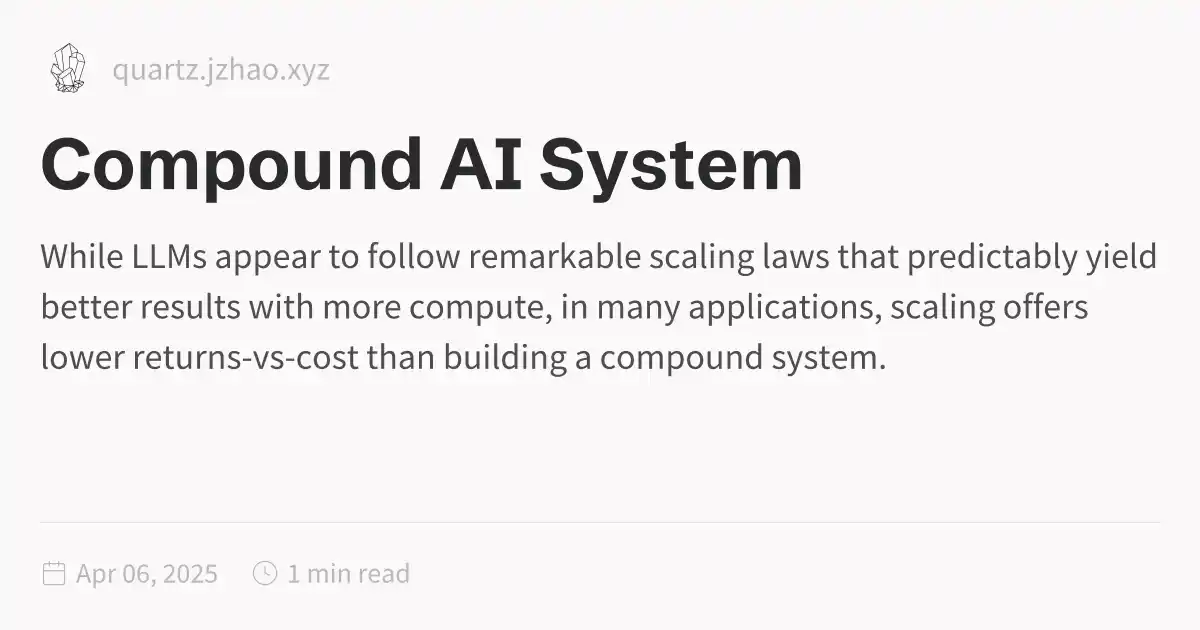 quartz.jzhao.xyz
Compound AI System
While LLMs appear to follow remarkable scaling laws that predictably yield
better results with more compute, in many applications, scaling offers
lower returns-vs-cost than building a compound system.
Apr 06, 2025 1 min read